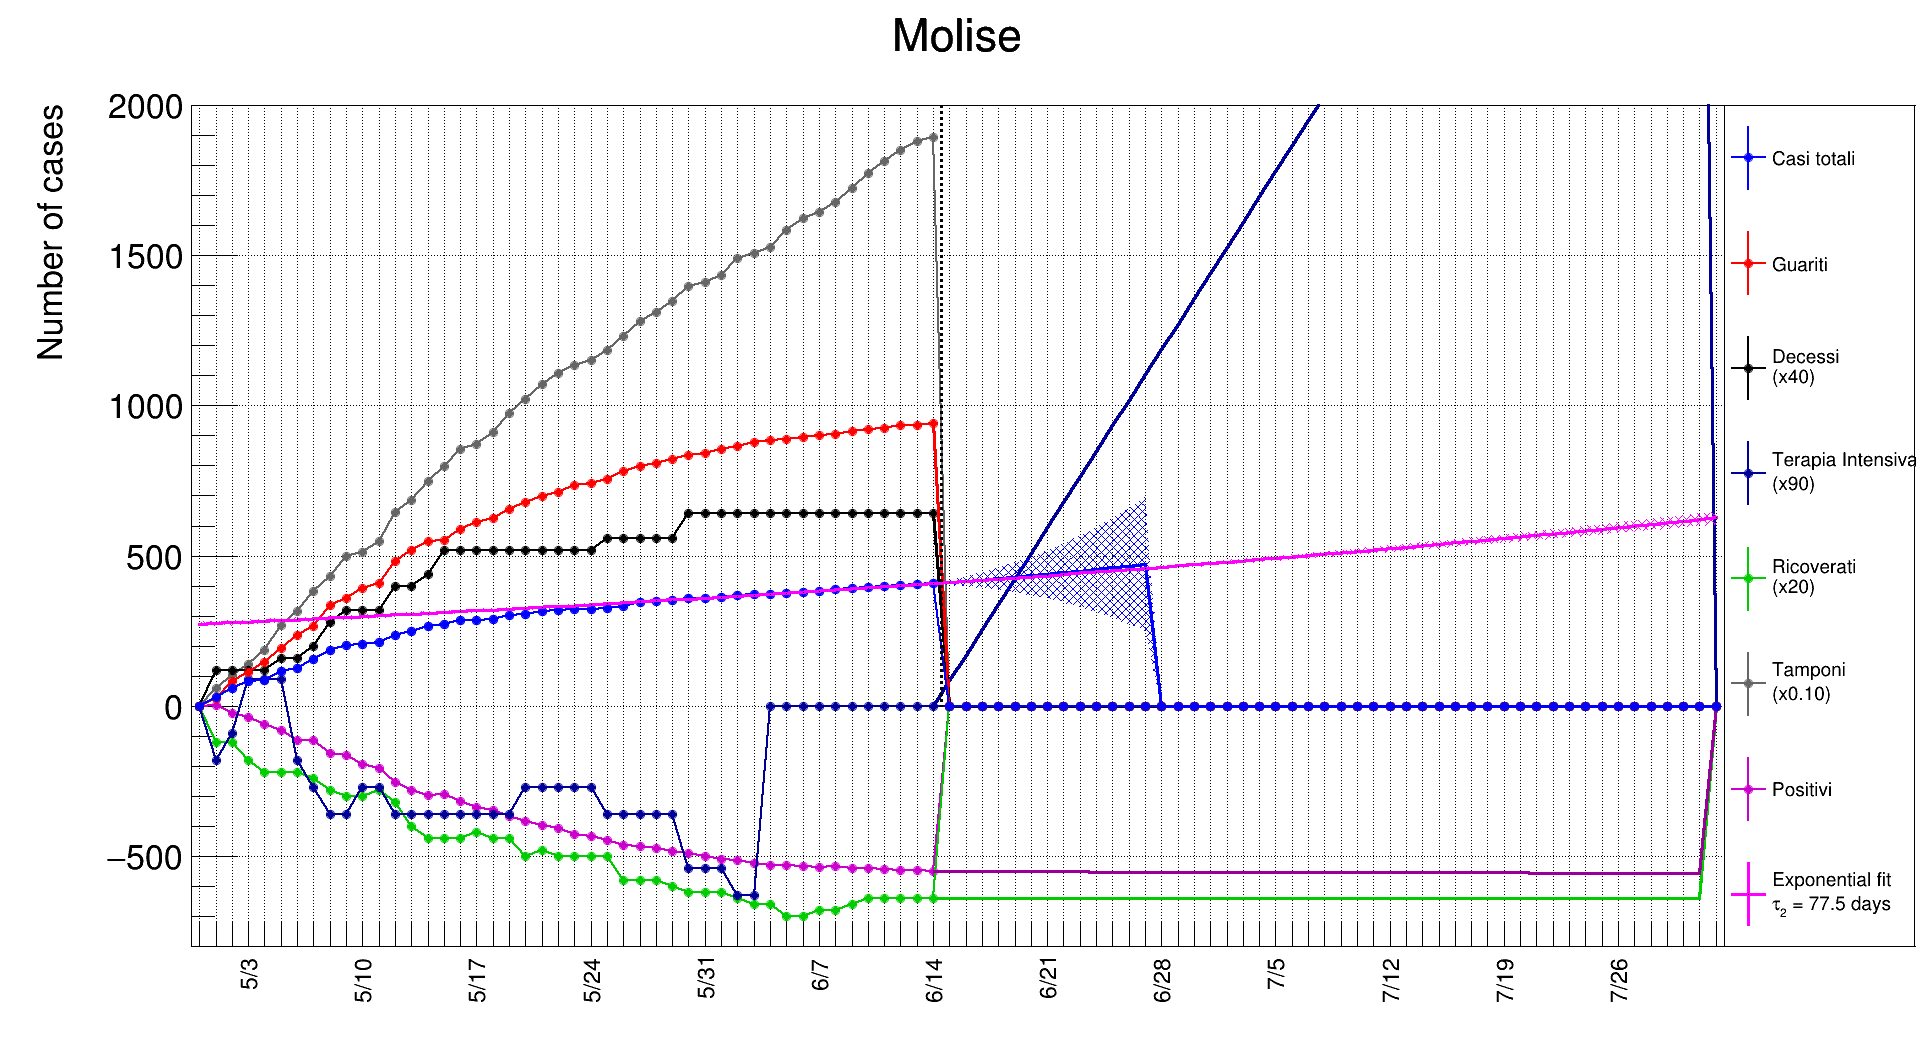 Molise
Number of cases
2000
1500
1000
500
0
−500
5/3
5/10
5/17
5/24
5/31
6/7
6/14
6/21
6/28
7/5
7/12
7/19
7/26
Casi totali
Guariti
Decessi
(x40)
Terapia Intensiva
(x90)
Ricoverati
(x20)
Tamponi
(x0.10)
Positivi
Exponential fit
τ2 = 77.5 days